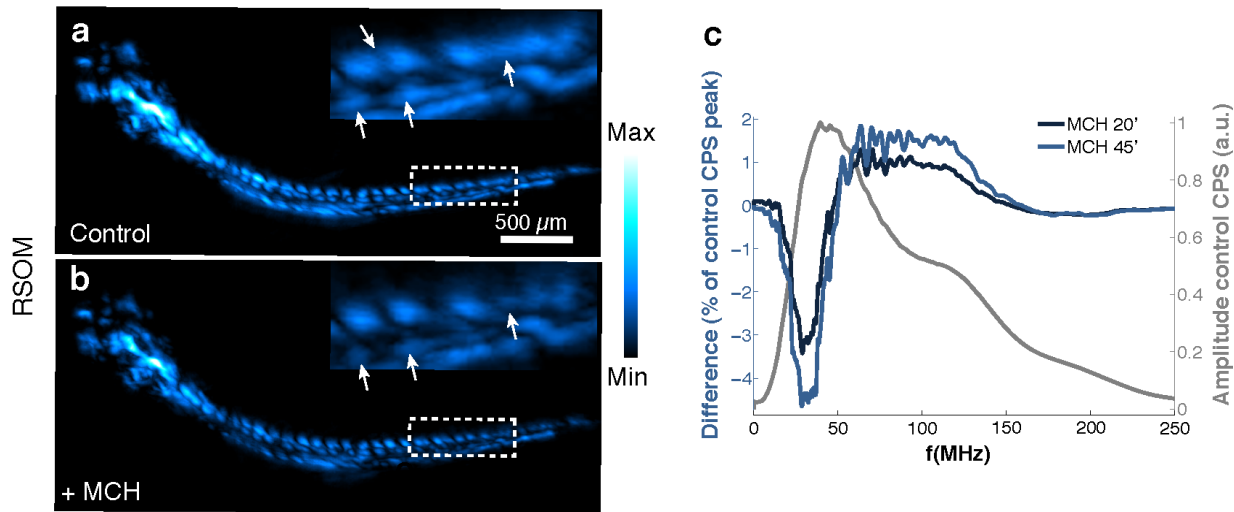 a
Control
500 µm
RSOM
b
+ MCH
Max
Min
c
Difference (% of control CPS peak)
2
1
0
-1
-2
-3
-4
0
50
100
150
200
250
f(MHz)
MCH 20'
MCH 45'
1
0.8
0.6
0.4
0.2
0
Amplitude control CPS (a.u.)